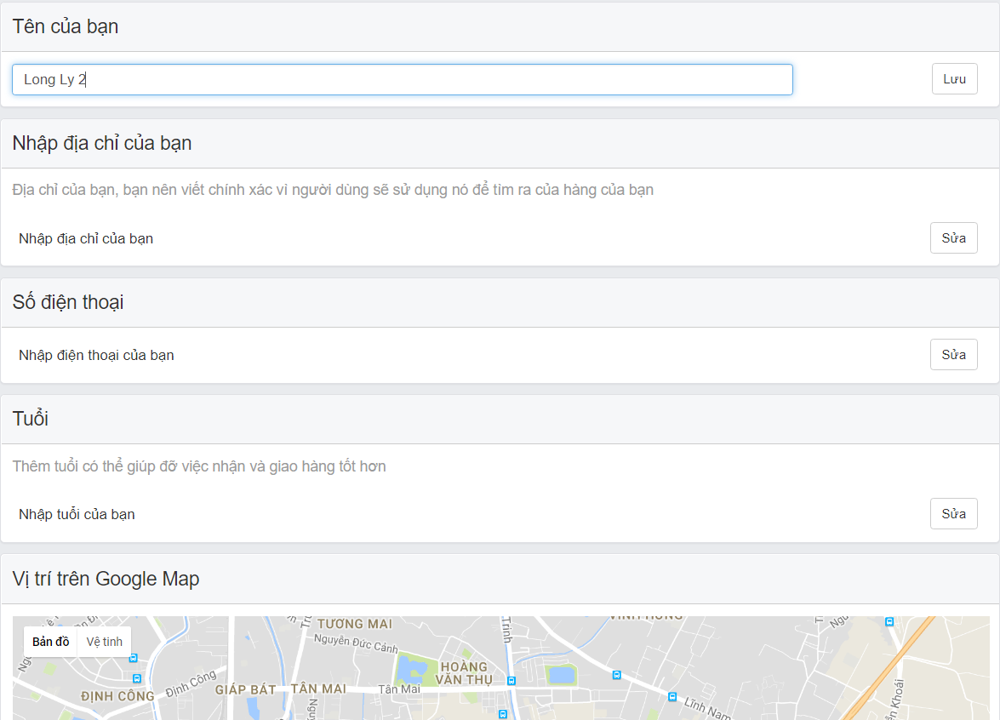 Tên của bạn
Long Ly 2
Lưu
Nhập địa chỉ của bạn
Địa chỉ của bạn, bạn nên viết chính xác vì người dùng sẽ sử dụng nó để tìm ra của hàng của bạn
Nhập địa chỉ của bạn
Sửa
Số điện thoại
Nhập điện thoại của bạn
Sửa
Tuổi
Thêm tuổi có thể giúp đỡ việc nhận và giao hàng tốt hơn
Nhập tuổi của bạn
Sửa
Vị trí trên Google Map
Bản đồ
Vệ tinh
TƯƠNG MAI
Nguyễn Đức Cảnh
Trinh
VĨNH HƯNG
HOÀNG
VĂN THỤ
Định Công
ĐỊNH CÔNG
GIÁP BÁT
TÂN MAI
Tân Mai
Lĩnh Nam
Khoái